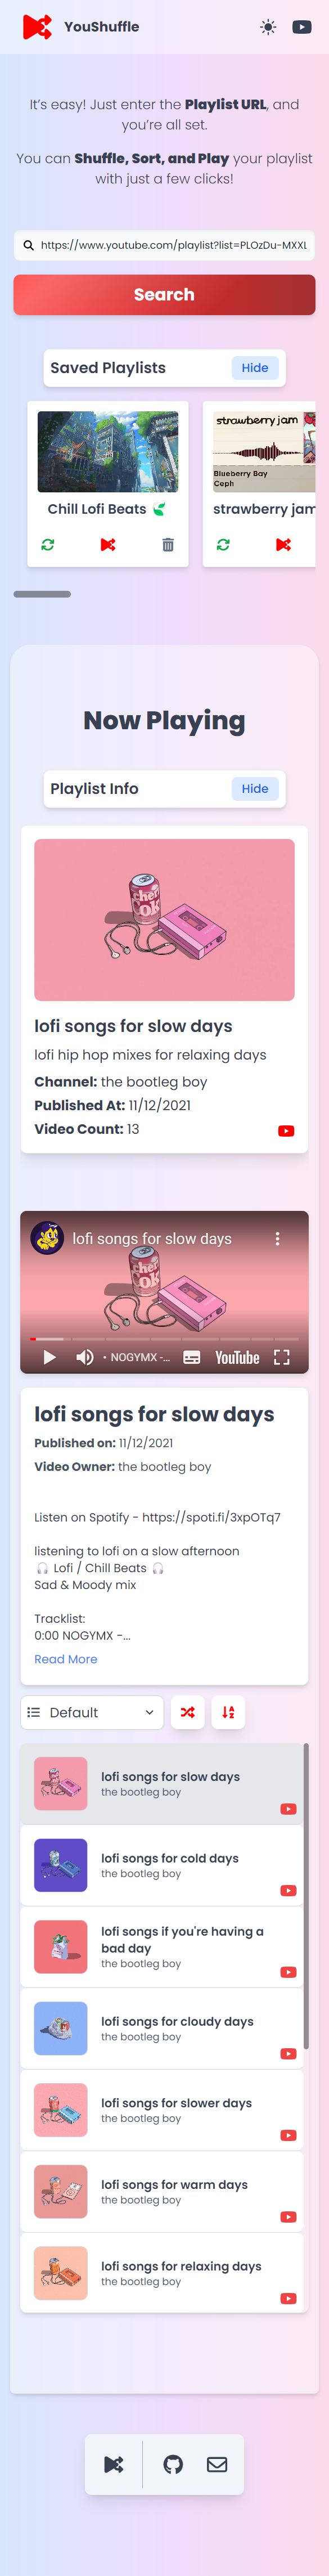 YouShuffle
It's easy! Just enter the Playlist URL, and
you're all set.
You can Shuffle, Sort, and Play your playlist
with just a few clicks!
https://www.youtube.com/playlist?list=PLOzDu-MXXL
Search
Saved Playlists
Hide
strawberry jam
Blueberry Bay
Ceph
Chill Lofi Beats
strawberry jam
Now Playing
Playlist Info
Hide
cherry
lofi songs for slow days
lofi hip hop mixes for relaxing days
Channel: the bootleg boy
Published At: 11/12/2021
Video Count: 13
lofi songs for slow days
• NOGYMX -...
YouTube
lofi songs for slow days
Published on: 11/12/2021
Video Owner: the bootleg boy
Listen on Spotify - https://spoti.fi/3xpOTq7
listening to lofi on a slow afternoon
🎧 Lofi / Chill Beats 🎧
Sad & Moody mix
Tracklist:
0:00 NOGYMX -...
Read More
Default
lofi songs for slow days
the bootleg boy
lofi songs for cold days
the bootleg boy
lofi songs if you're having a
bad day
the bootleg boy
lofi songs for cloudy days
the bootleg boy
lofi songs for slower days
the bootleg boy
lofi songs for warm days
the bootleg boy
lofi songs for relaxing days
the bootleg boy